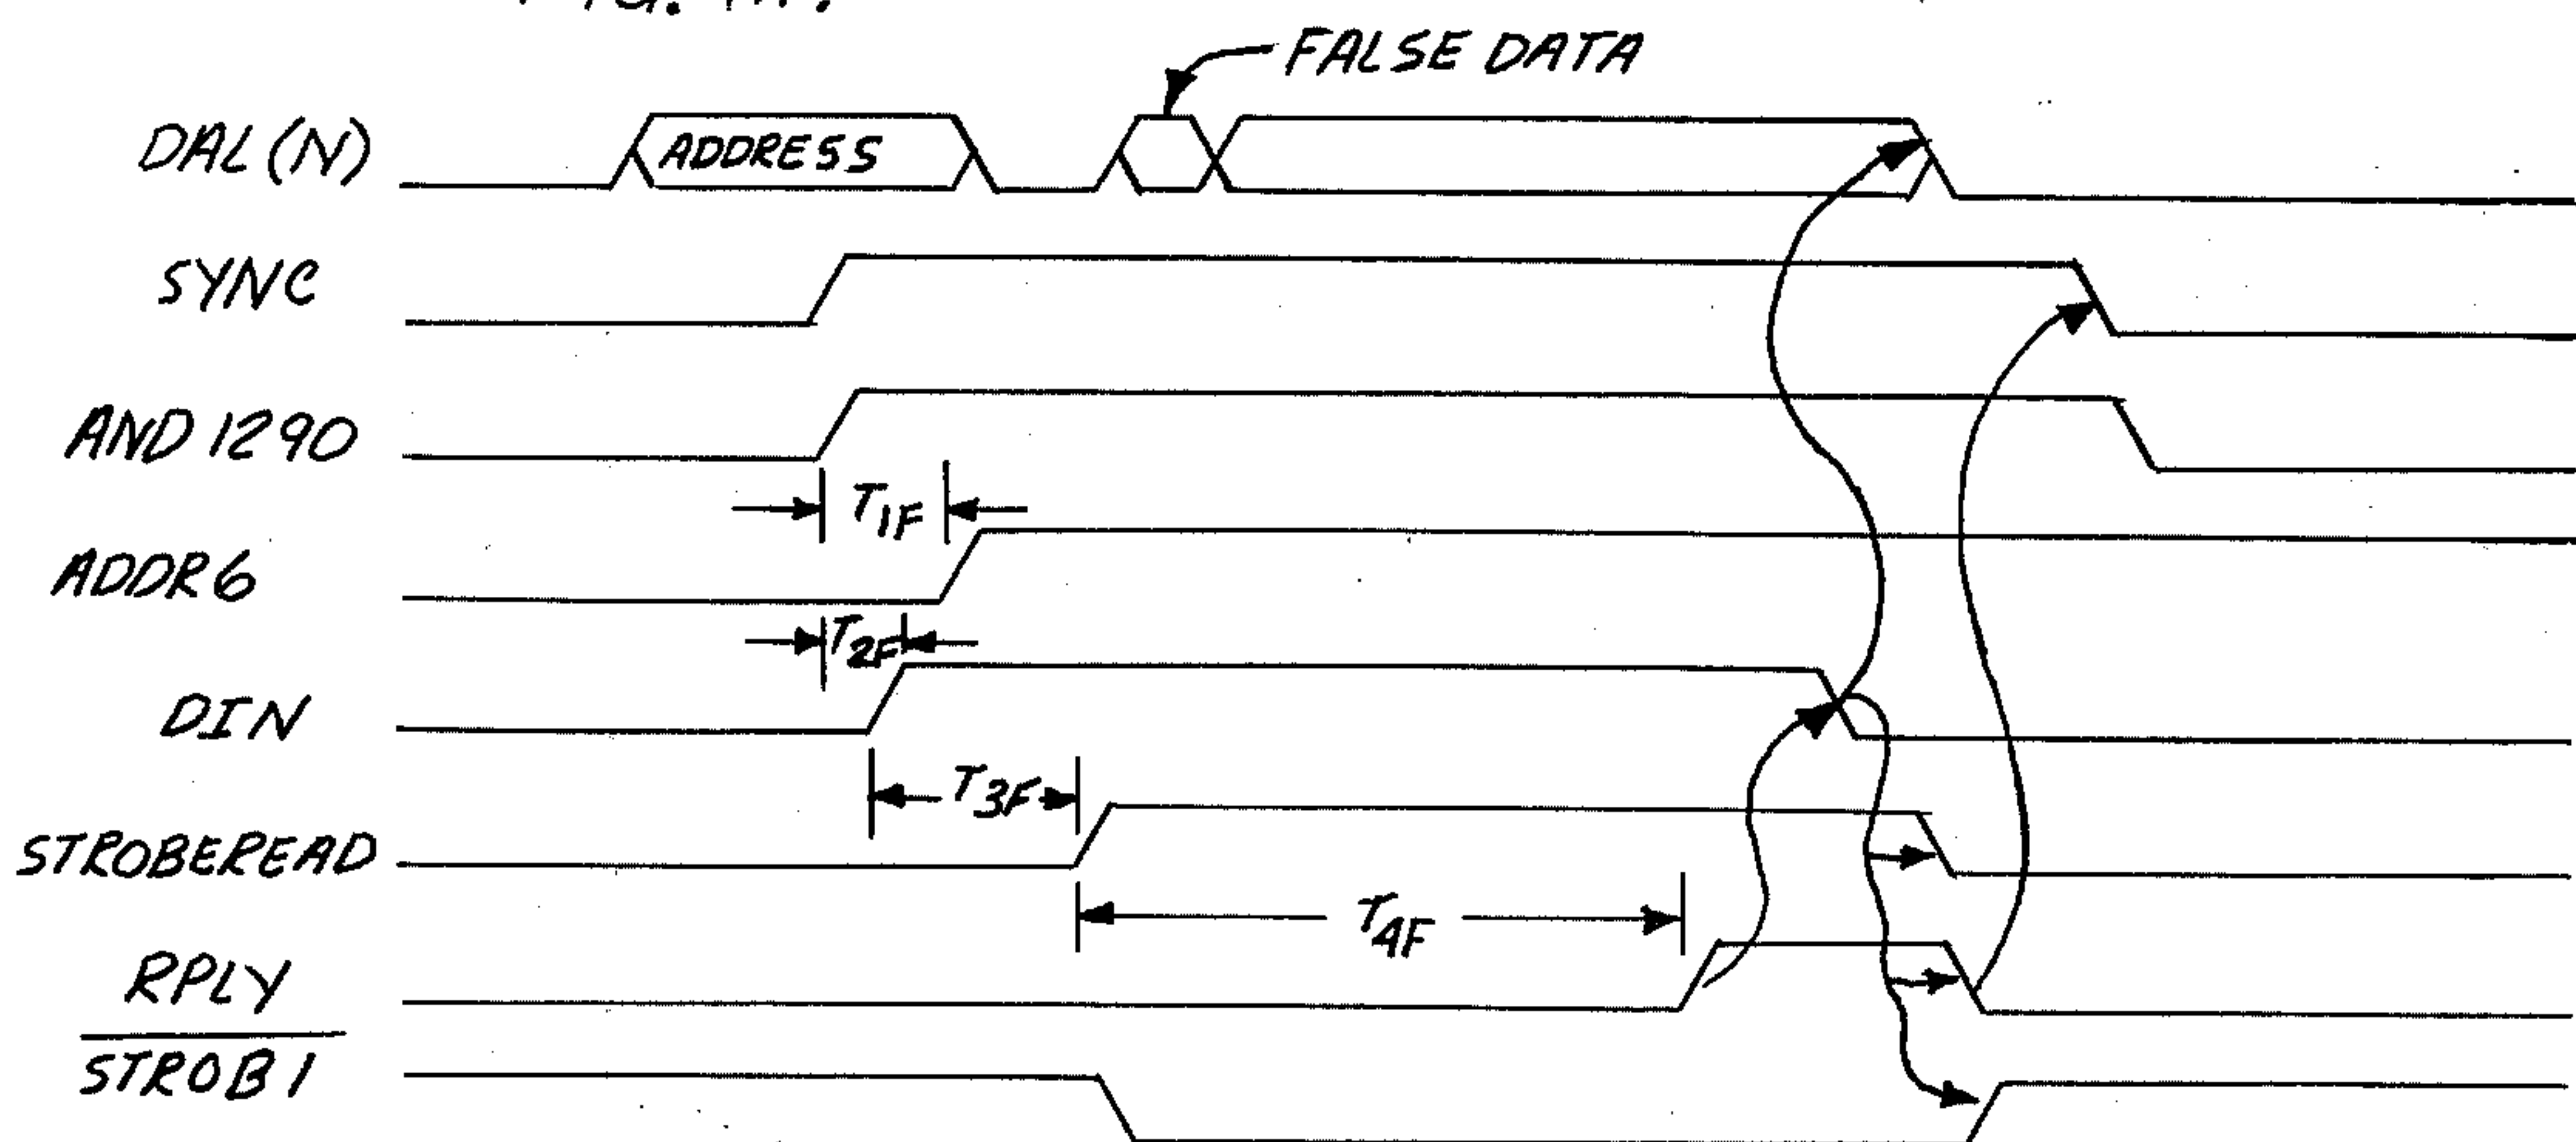 FALSE DATA
DAL(N)
ADDRESS
SYNC
AND 1290
T1F
ADDR6
T2F
DIN
T3F
STROBEREAD
T4F
RPLY
STROB1